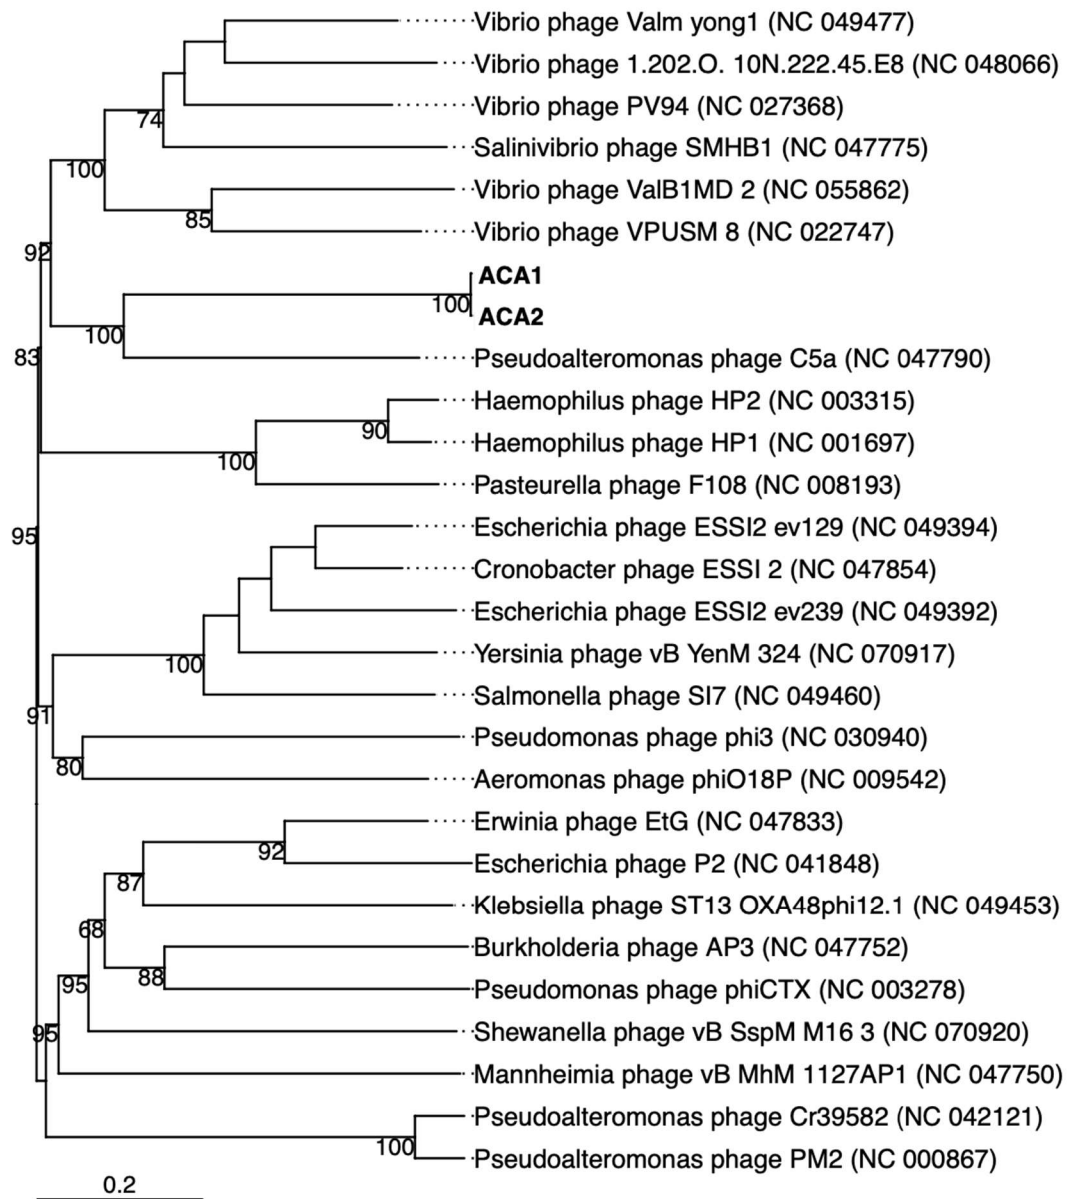 Vibrio phage Valm yong1 (NC 049477)
Vibrio phage 1.202.O. 10N.222.45.E8 (NC 048066)
Vibrio phage PV94 (NC 027368)
74
Salinivibrio phage SMHB1 (NC 047775)
100
Vibrio phage ValB1MD 2 (NC 055862)
85
Vibrio phage VPUSM 8 (NC 022747)
92
ACA1
100
ACA2
100
83
Pseudoalteromonas phage C5a (NC 047790)
Haemophilus phage HP2 (NC 003315)
90
Haemophilus phage HP1 (NC 001697)
100
Pasteurella phage F108 (NC 008193)
Escherichia phage ESSI2 ev129 (NC 049394)
95
Cronobacter phage ESSI 2 (NC 047854)
Escherichia phage ESSI2 ev239 (NC 049392)
Yersinia phage vB YenM 324 (NC 070917)
100
Salmonella phage SI7 (NC 049460)
91
Pseudomonas phage phi3 (NC 030940)
80
Aeromonas phage phiO18P (NC 009542)
Erwinia phage EtG (NC 047833)
92
Escherichia phage P2 (NC 041848)
87
Klebsiella phage ST13 OXA48phi12.1 (NC 049453)
68
Burkholderia phage AP3 (NC 047752)
88
95
Pseudomonas phage phiCTX (NC 003278)
Shewanella phage vB SspM M16 3 (NC 070920)
95
Mannheimia phage vB MhM 1127AP1 (NC 047750)
Pseudoalteromonas phage Cr39582 (NC 042121)
100
Pseudoalteromonas phage PM2 (NC 000867)
0.2